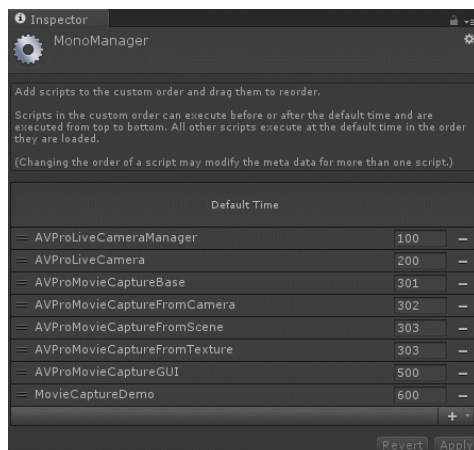 Inspector
MonoManager
Add scripts to the custom order and drag them to reorder.
Scripts in the custom order can execute before or after the default time and are
executed from top to bottom. All other scripts execute at the default time in the order
they are loaded.
(Changing the order of a script may modify the meta data for more than one script.)
Default Time
AVProLiveCameraManager 100
AVProLiveCamera 200
AVProMovieCaptureBase 301
AVProMovieCaptureFromCamera 302
AVProMovieCaptureFromScene 303
AVProMovieCaptureFromTexture 303
AVProMovieCaptureGUI 500
MovieCaptureDemo 600
Revert Apply